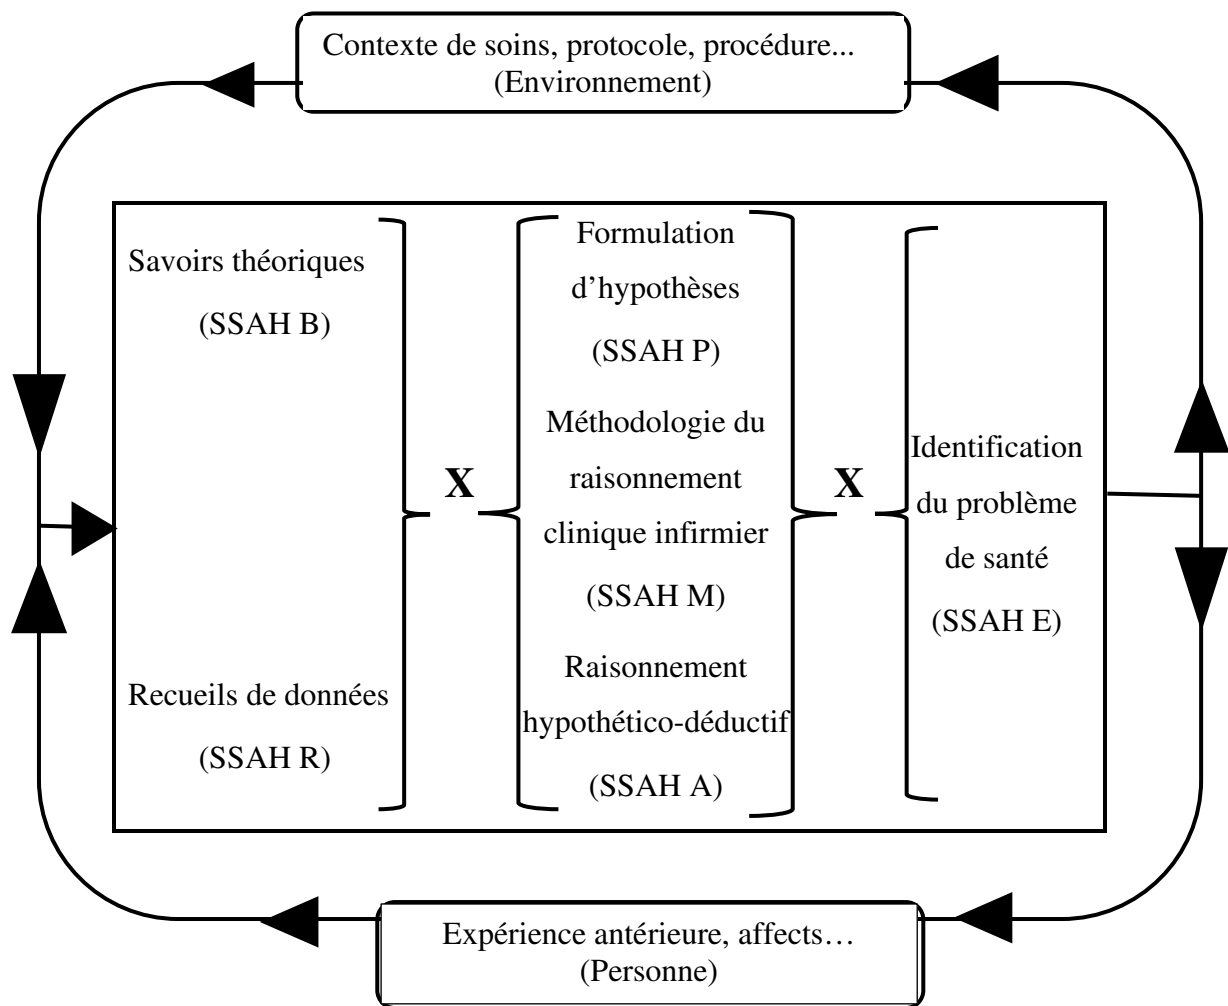 Contexte de soins, protocole, procédure...
(Environnement)
Savoirs théoriques
(SSAH B)
Recueils de données
(SSAH R)
X
Formulation
d’hypothèses
(SSAH P)
Méthodologie du
raisonnement
clinique infirmier
(SSAH M)
Raisonnement
hypothético-déductif
(SSAH A)
X
Identification
du problème
de santé
(SSAH E)
Expérience antérieure, affects…
(Personne)